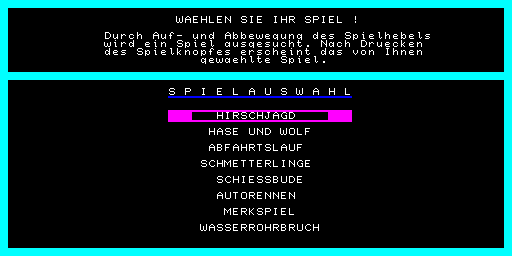 WAEHLEN SIE IHR SPIEL !
Durch Auf- und Abbewegung des Spielhebels
wird ein Spiel ausgesucht. Nach Druecken
des Spielknopfes erscheint das von Ihnen
gewaehlte Spiel.
S P I E L A U S W A H L
HIRSCHJAGD
HASE UND WOLF
ABFAHRTSLAUF
SCHMETTERLINGE
SCHIESSBUDE
AUTORENNEN
MERKSPIEL
WASSERROHRBRUCH